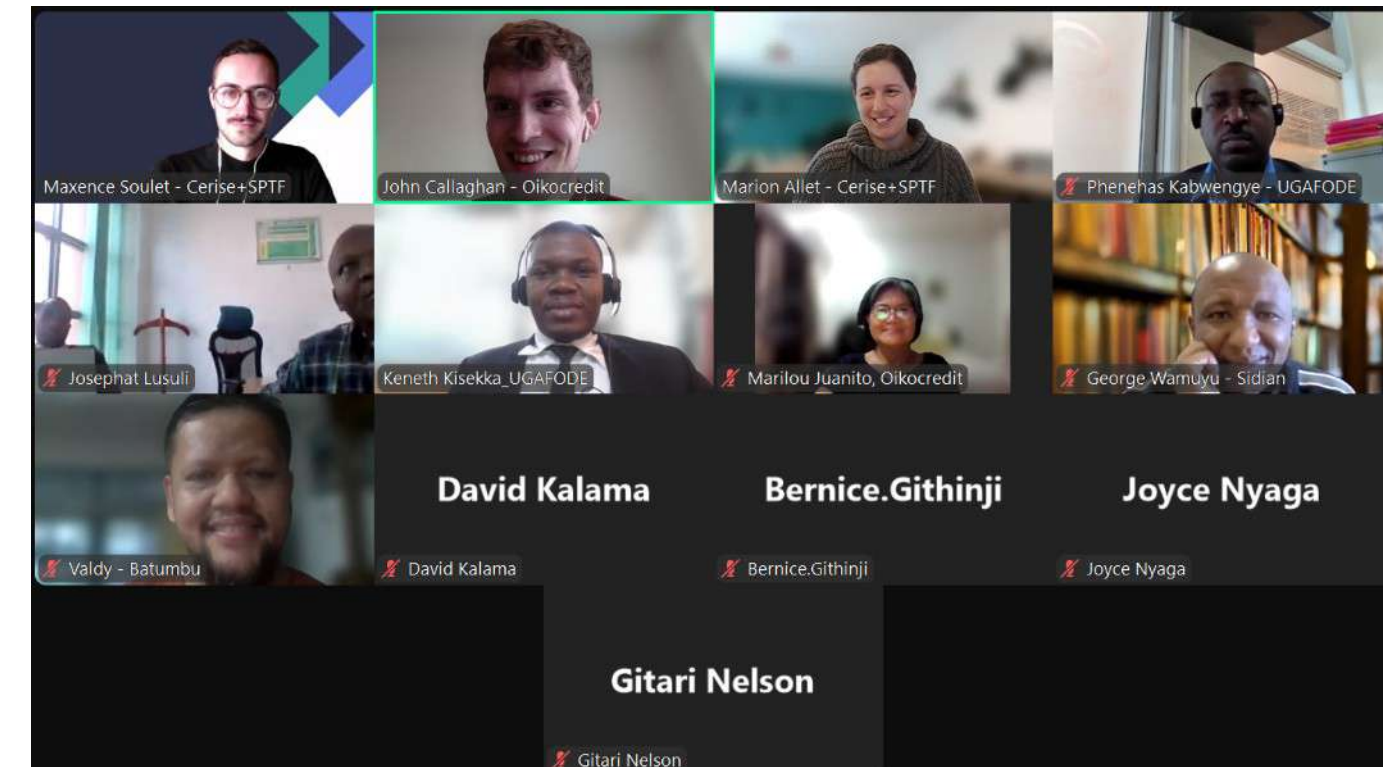 Maxence Soulet - Cerise+SPTF
John Callaghan - Oikocredit
Marion Allet - Cerise+SPTF
Phenehas Kabwengye - UGAFODE
Josephat Lusuli
Keneth Kisekka_UGAFODE
Marilou Juanito, Oikocredit
George Wamuyu - Sidian
Valdy - Batumbu
David Kalama
David Kalama
Bernice.Githinji
Bernice.Githinji
Joyce Nyaga
Joyce Nyaga
Gitari Nelson
Gitari Nelson